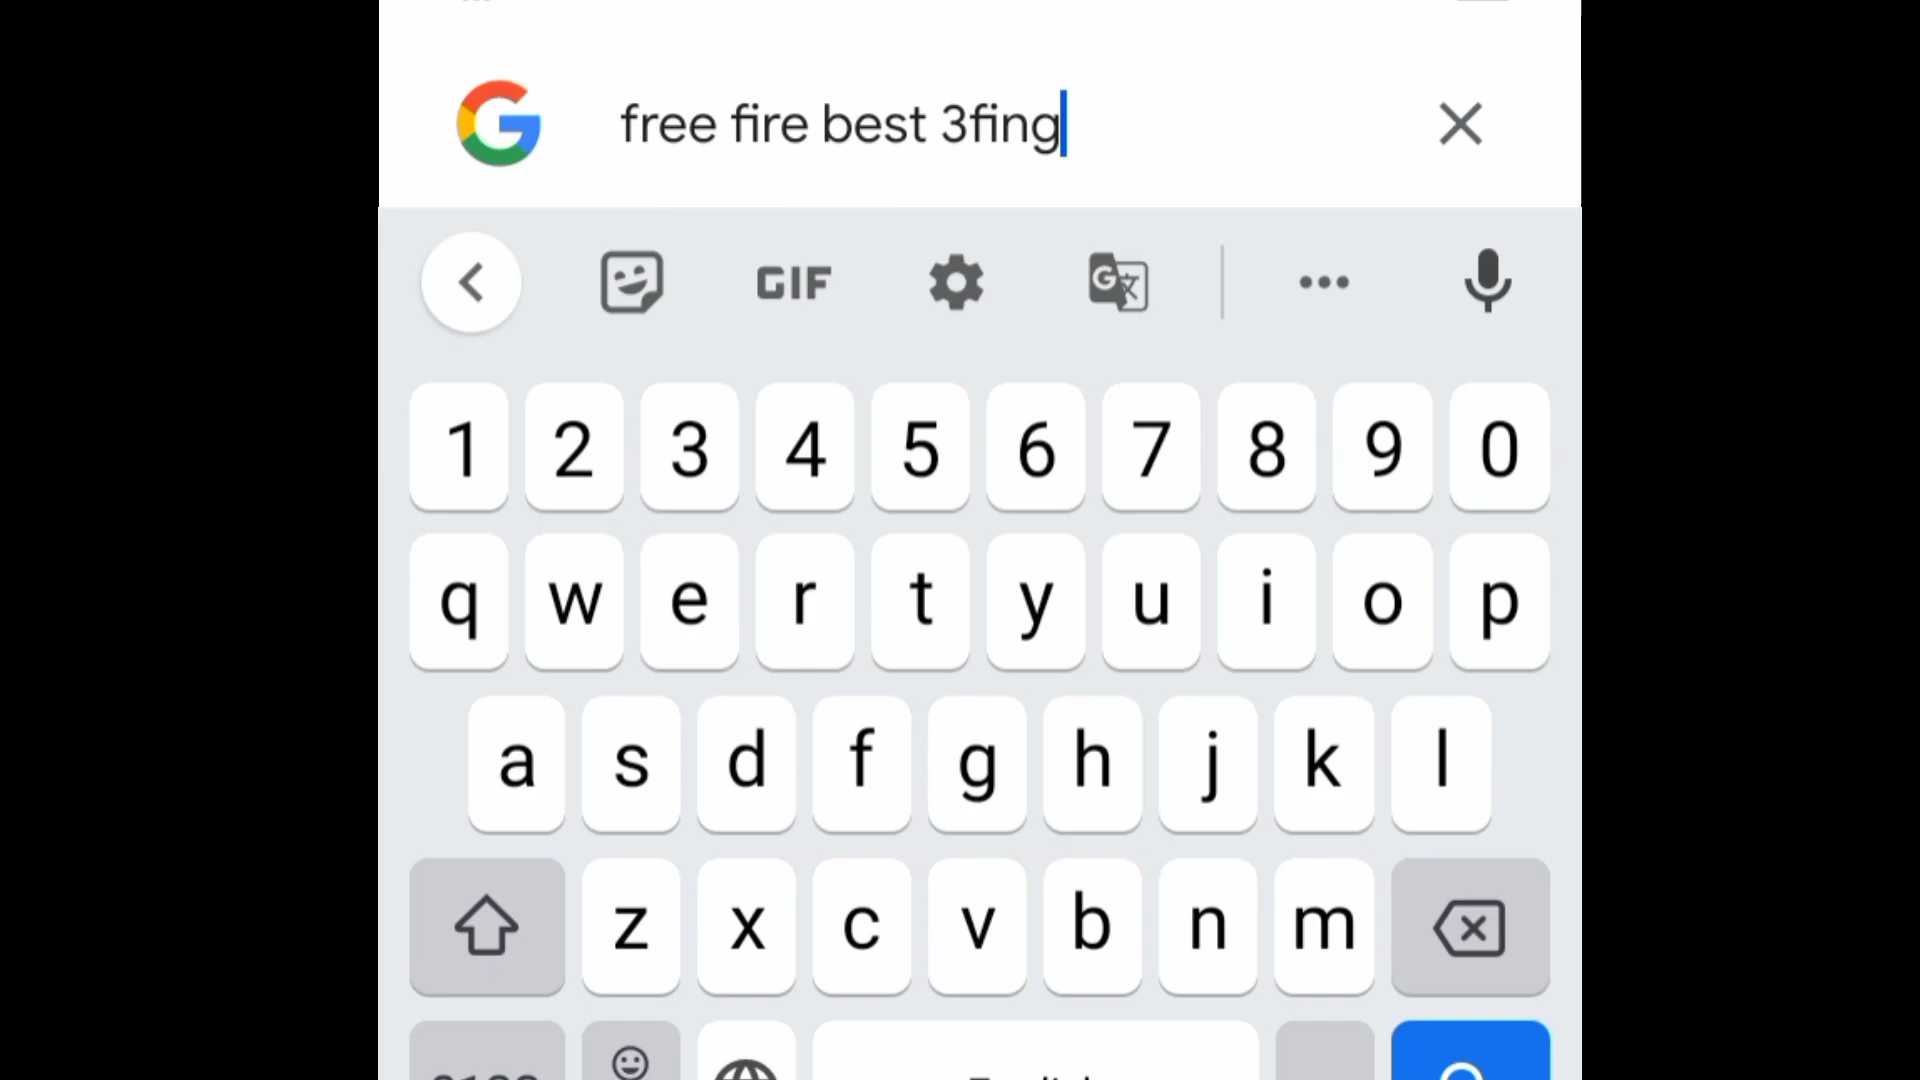 free fire best 3fing
GIF
1 2 3 4 5 6 7 8 9 0
q w e r t y u i o p
a s d f g h j k l
z x c v b n m